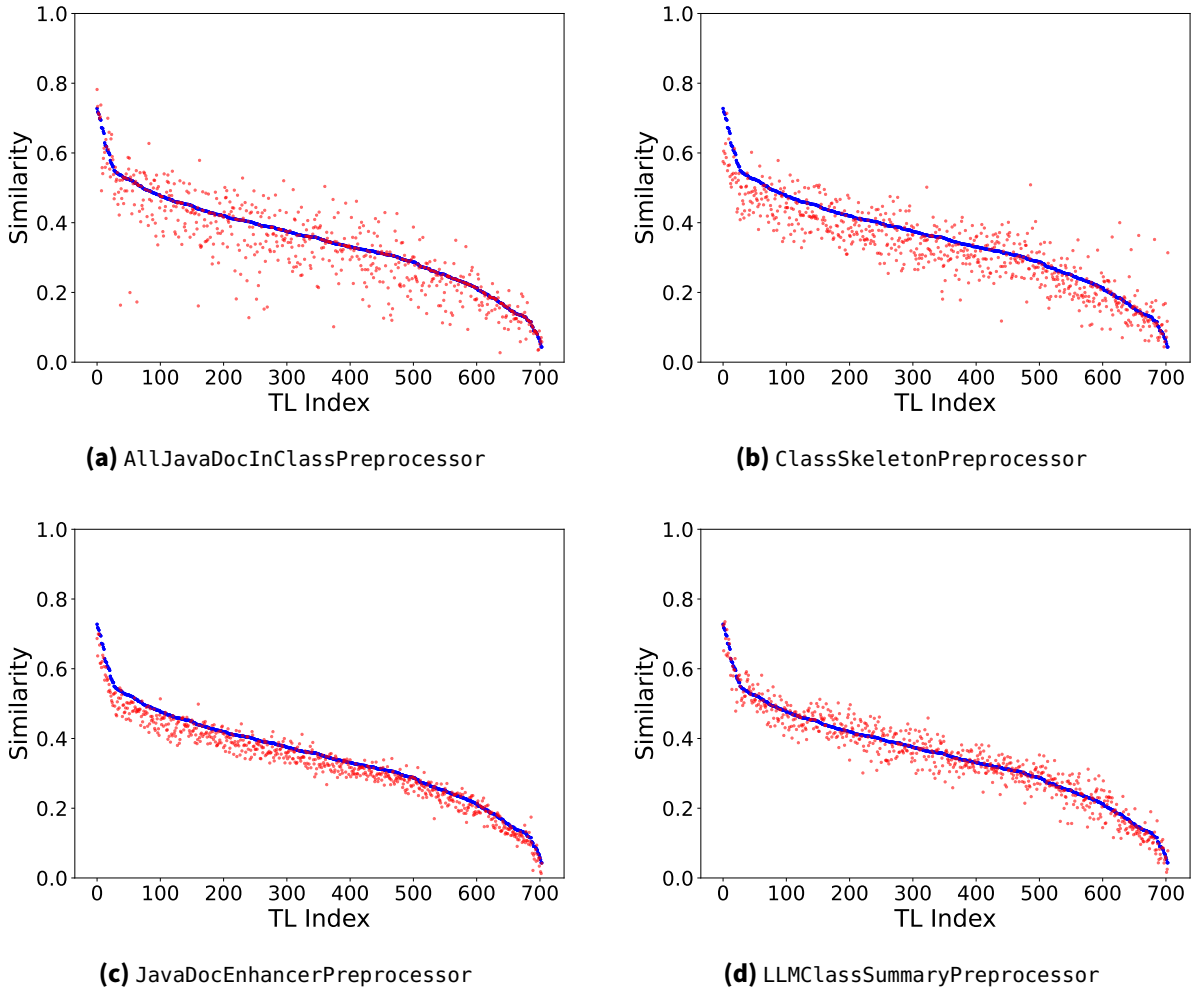 1.0
0.8
0.6
0.4
0.2
0.0
Similarity
0 100 200 300 400 500 600 700
TL Index
(a) AllJavaDocInClassPreprocessor
1.0
0.8
0.6
0.4
0.2
0.0
Similarity
0 100 200 300 400 500 600 700
TL Index
(b) ClassSkeletonPreprocessor
1.0
0.8
0.6
0.4
0.2
0.0
Similarity
0 100 200 300 400 500 600 700
TL Index
(c) JavaDocEnhancerPreprocessor
1.0
0.8
0.6
0.4
0.2
0.0
Similarity
0 100 200 300 400 500 600 700
TL Index
(d) LLMClassSummaryPreprocessor